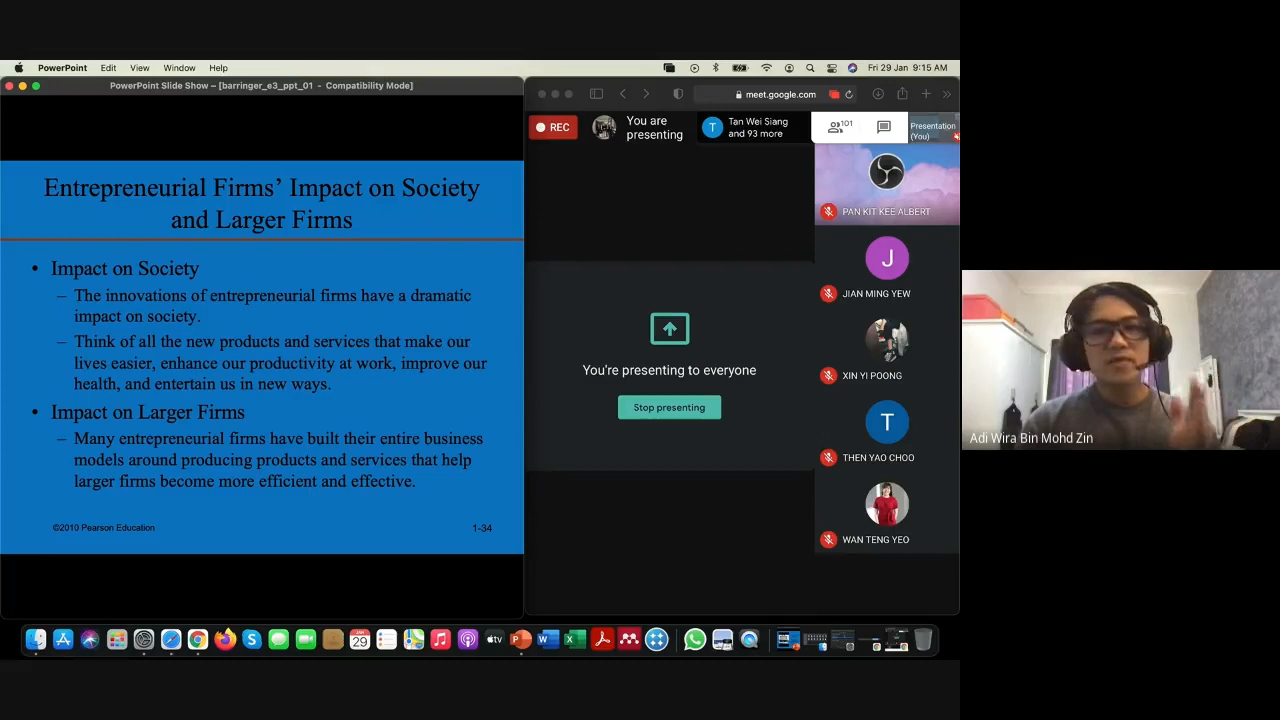 PowerPoint Edit View Window Help
Fri 29 Jan 9:15 AM
PowerPoint Slide Show – [barringer_e3_ppt_01 - Compatibility Mode]
Entrepreneurial Firms’ Impact on Society
and Larger Firms
• Impact on Society
– The innovations of entrepreneurial firms have a dramatic
impact on society.
– Think of all the new products and services that make our
lives easier, enhance our productivity at work, improve our
health, and entertain us in new ways.
• Impact on Larger Firms
– Many entrepreneurial firms have built their entire business
models around producing products and services that help
larger firms become more efficient and effective.
©2010 Pearson Education
1-34
meet.google.com
REC
You are
presenting
T
Tan Wei Siang
and 93 more
101
Presentation
(You)
You're presenting to everyone
Stop presenting
PAN KIT KEE ALBERT
J
JIAN MING YEW
XIN YI POONG
T
THEN YAO CHOO
WAN TENG YEO
Adi Wira Bin Mohd Zin
tv
29